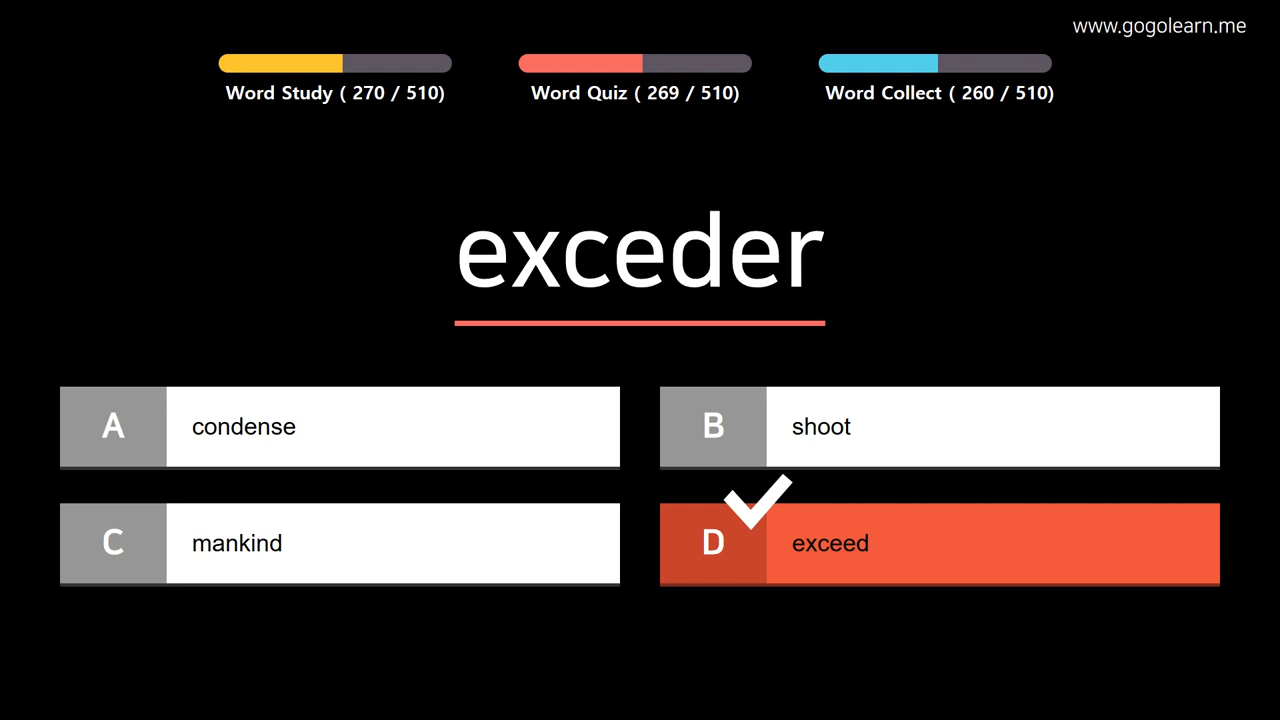 www.gogolearn.me
Word Study ( 270 / 510)
Word Quiz ( 269 / 510)
Word Collect ( 260 / 510)
exceder
A condense
B shoot
C mankind
D exceed